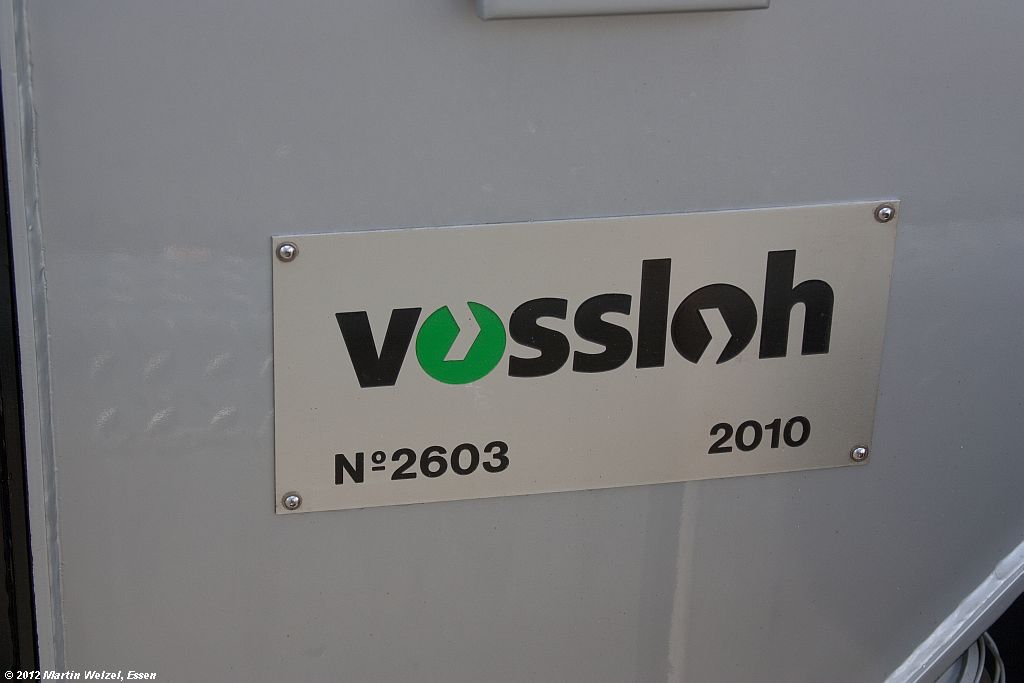 vossloh
Nº2603 2010
© 2012 Martin Welzel, Essen